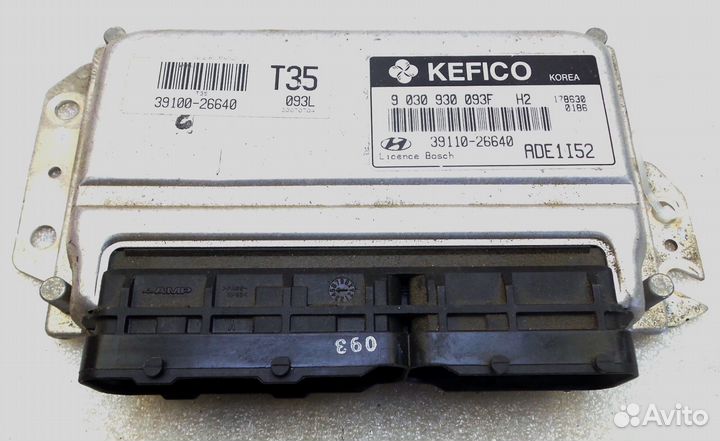 T35
T35
39100-26640
093L
KEFICO
KOREA
9 030 930 093F H2
178630
0186
39110-26640
Licence Bosch
ADE1I52
AMP
093
Avito